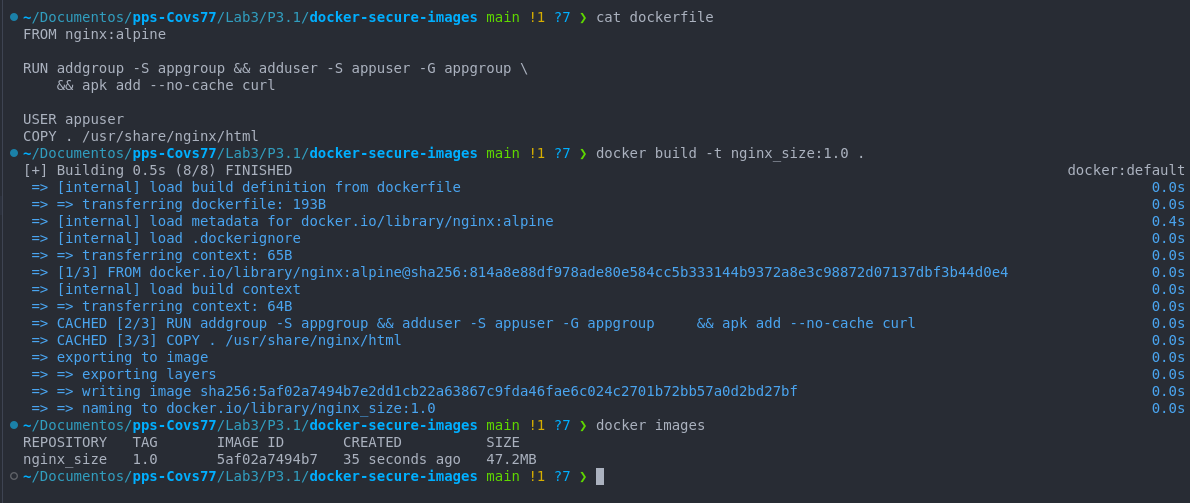 ~/Documentos/pps-Covs77/Lab3/P3.1/docker-secure-images main !1 ?7 ❯ cat dockerfile
FROM nginx:alpine
RUN addgroup -S appgroup && adduser -S appuser -G appgroup \
    && apk add --no-cache curl
USER appuser
COPY . /usr/share/nginx/html
~/Documentos/pps-Covs77/Lab3/P3.1/docker-secure-images main !1 ?7 ❯ docker build -t nginx_size:1.0 .
[+] Building 0.5s (8/8) FINISHED docker:default
=> [internal] load build definition from dockerfile 0.0s
=> => transferring dockerfile: 193B 0.0s
=> [internal] load metadata for docker.io/library/nginx:alpine 0.4s
=> [internal] load .dockerignore 0.0s
=> => transferring context: 65B 0.0s
=> [1/3] FROM docker.io/library/nginx:alpine@sha256:814a8e88df978ade80e584cc5b333144b9372a8e3c98872d07137dbf3b44d0e4 0.0s
=> [internal] load build context 0.0s
=> => transferring context: 64B 0.0s
=> CACHED [2/3] RUN addgroup -S appgroup && adduser -S appuser -G appgroup     && apk add --no-cache curl 0.0s
=> CACHED [3/3] COPY . /usr/share/nginx/html 0.0s
=> exporting to image 0.0s
=> => exporting layers 0.0s
=> => writing image sha256:5af02a7494b7e2dd1cb22a63867c9fda46fae6c024c2701b72bb57a0d2bd27bf 0.0s
=> => naming to docker.io/library/nginx_size:1.0 0.0s
~/Documentos/pps-Covs77/Lab3/P3.1/docker-secure-images main !1 ?7 ❯ docker images
REPOSITORY   TAG       IMAGE ID       CREATED          SIZE
nginx_size   1.0       5af02a7494b7   35 seconds ago   47.2MB
~/Documentos/pps-Covs77/Lab3/P3.1/docker-secure-images main !1 ?7 ❯